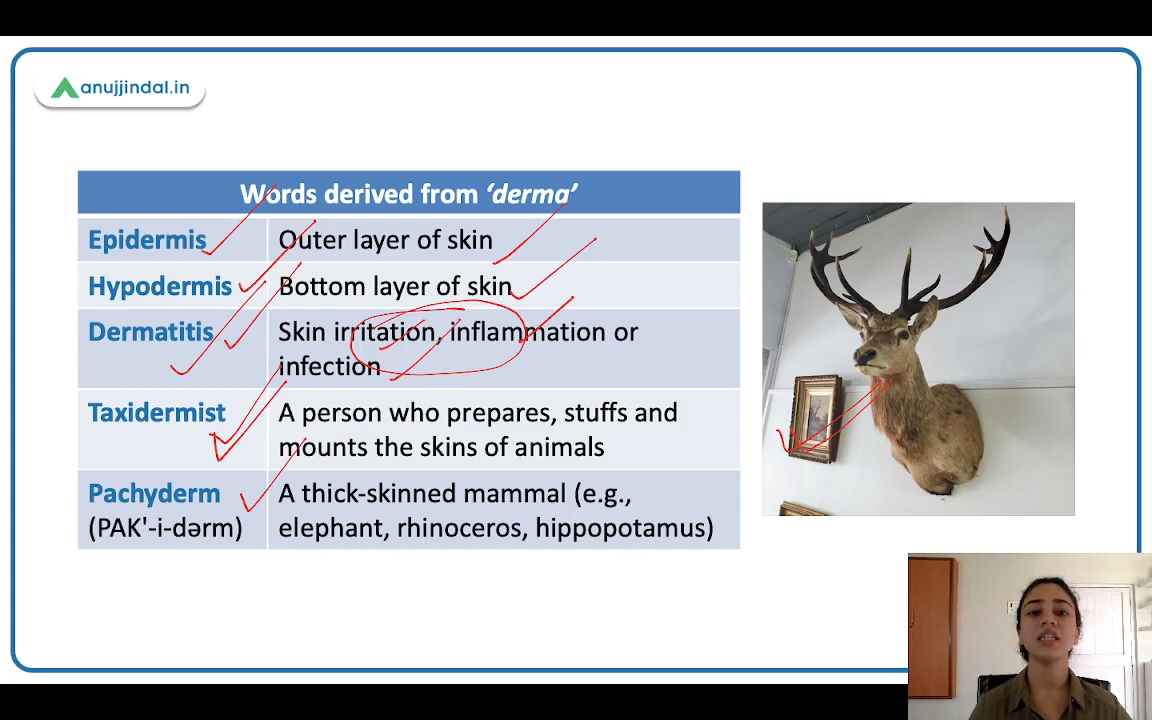 anujjindal.in
Words derived from ‘derma’
Epidermis
Outer layer of skin
Hypodermis
Bottom layer of skin
Dermatitis
Skin irritation, inflammation or
infection
Taxidermist
A person who prepares, stuffs and
mounts the skins of animals
Pachyderm
(PAK'-i-dərm)
A thick-skinned mammal (e.g.,
elephant, rhinoceros, hippopotamus)